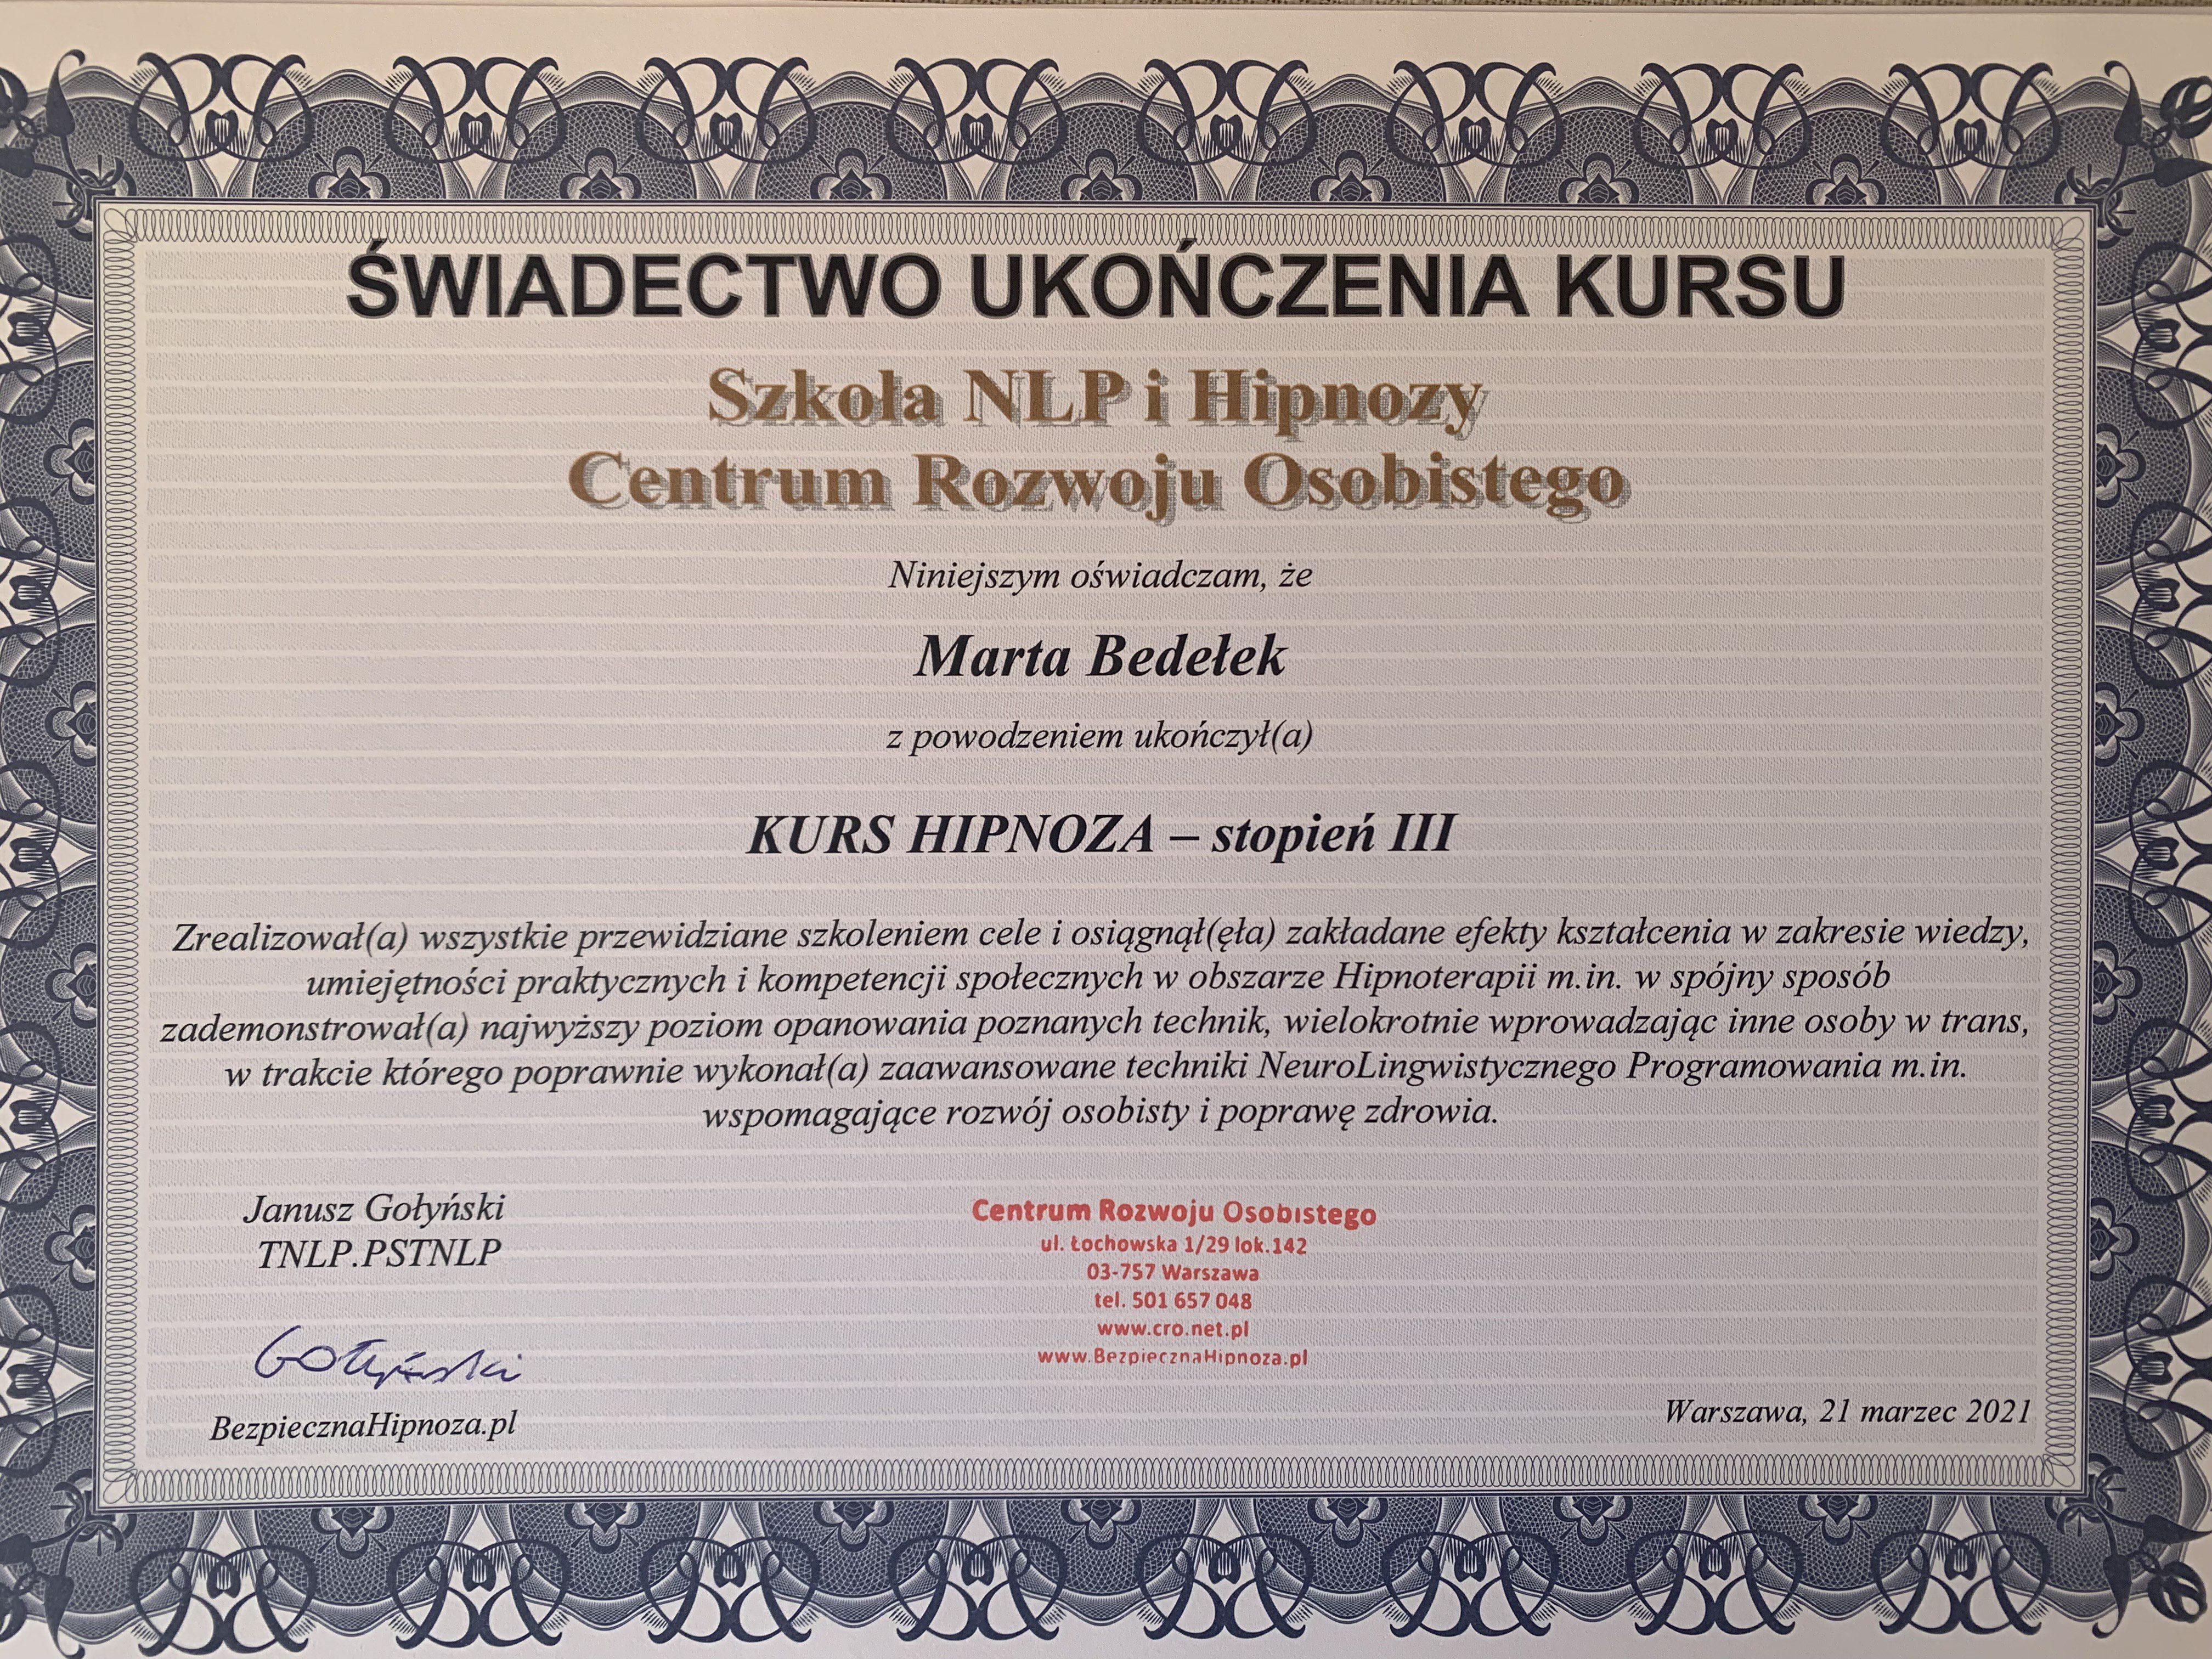 ŚWIADECTWO UKOŃCZENIA KURSU
Szkoła NLP i Hipnozy
Centrum Rozwoju Osobistego
Niniejszym oświadczam, że
Marta Bedełek
z powodzeniem ukończył(a)
KURS HIPNOZA – stopień III
Zrealizował(a) wszystkie przewidziane szkoleniem cele i osiągnął(ęła) zakładane efekty kształcenia w zakresie wiedzy,
umiejętności praktycznych i kompetencji społecznych w obszarze Hipnoterapii m.in. w spójny sposób
zademonstrował(a) najwyższy poziom opanowania poznanych technik, wielokrotnie wprowadzając inne osoby w trans,
w trakcie którego poprawnie wykonał(a) zaawansowane techniki NeuroLingwistycznego Programowania m.in.
wspomagające rozwój osobisty i poprawę zdrowia.
Janusz Gołyński
TNLP.PSTNLP
Gołyński
BezpiecznaHipnoza.pl
Centrum Rozwoju Osobistego
ul. Łochowska 1/29 lok.142
03-757 Warszawa
tel. 501 657 048
www.cro.net.pl
www.BezpiecznaHipnoza.pl
Warszawa, 21 marzec 2021